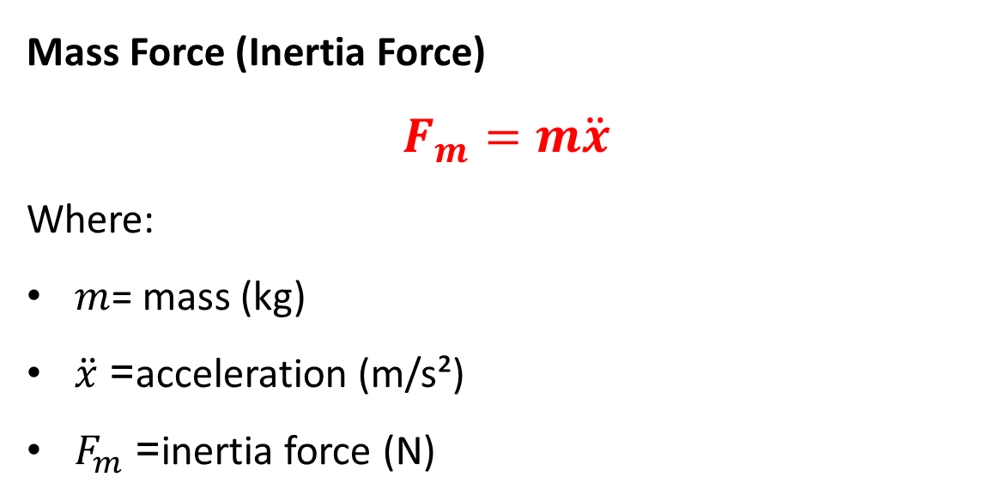 Mass Force (Inertia Force)
𝑭ₘ = 𝒎𝒙̈
Where:
• 𝑚= mass (kg)
• 𝑥̈ =acceleration (m/s²)
• 𝐹ₘ =inertia force (N)